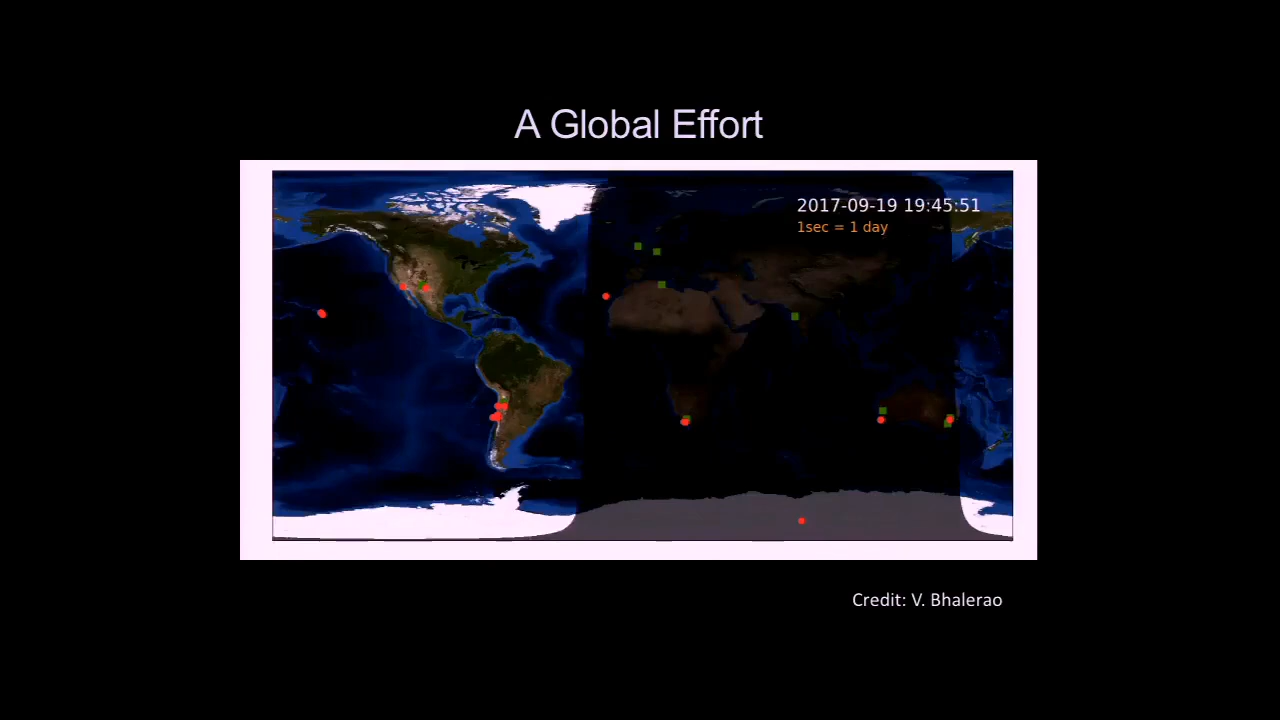 A Global Effort
2017-09-19 19:45:51
1sec = 1 day
Credit: V. Bhalerao